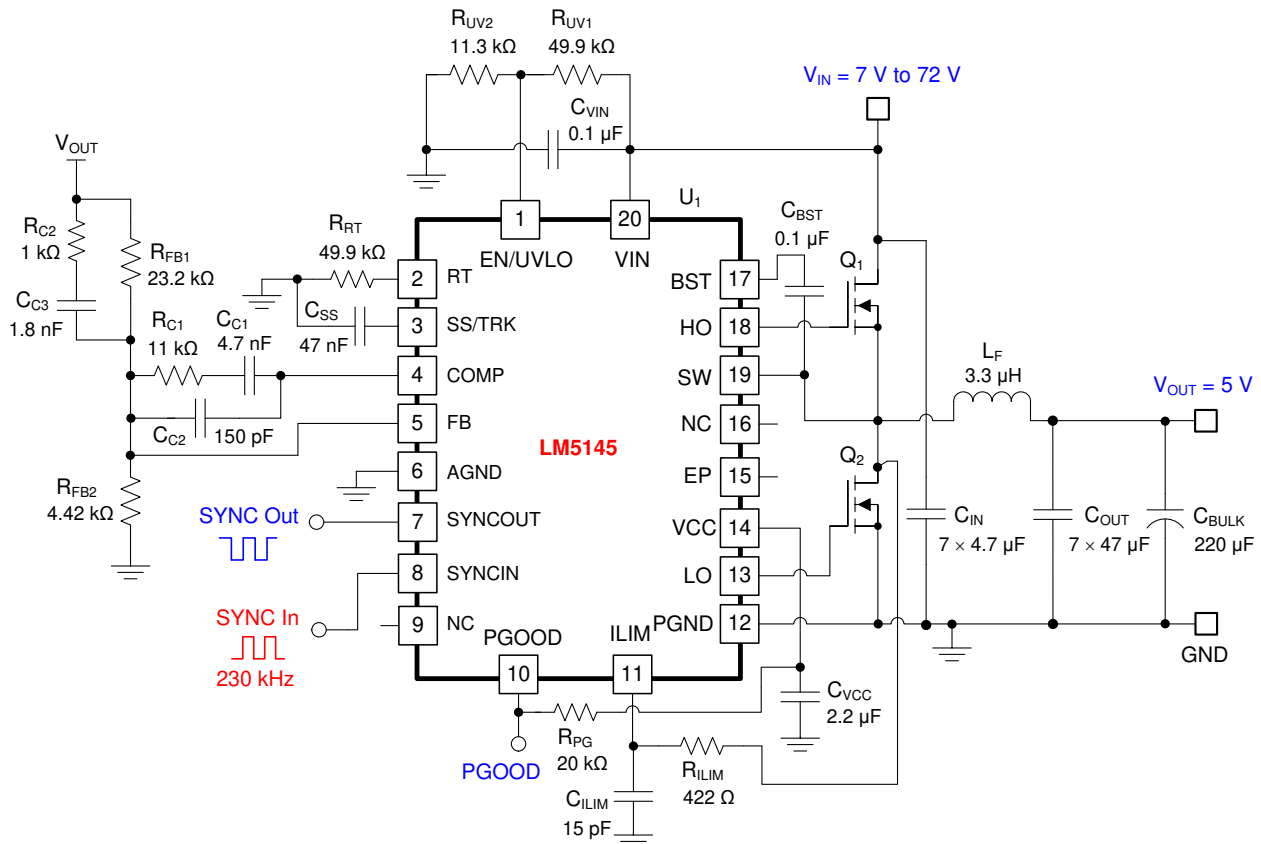 R_UV2
11.3 kΩ
R_UV1
49.9 kΩ
V_IN = 7 V to 72 V
C_VIN
0.1 µF
V_OUT
R_C2
1 kΩ
R_FB1
23.2 kΩ
C_C3
1.8 nF
R_C1
11 kΩ
C_C1
4.7 nF
C_C2
150 pF
R_FB2
4.42 kΩ
R_RT
49.9 kΩ
C_SS
47 nF
U_1
1
EN/UVLO
20
VIN
2
RT
3
SS/TRK
4
COMP
5
FB
6
AGND
7
SYNCOUT
8
SYNCIN
9
NC
10
PGOOD
11
ILIM
12
PGND
13
LO
14
VCC
15
EP
16
NC
19
SW
18
HO
17
BST
LM5145
SYNC Out
SYNC In
230 kHz
C_BST
0.1 µF
Q_1
Q_2
L_F
3.3 µH
V_OUT = 5 V
C_IN
7 × 4.7 µF
C_OUT
7 × 47 µF
C_BULK
220 µF
GND
C_VCC
2.2 µF
R_PG
20 kΩ
PGOOD
R_ILIM
422 Ω
C_ILIM
15 pF